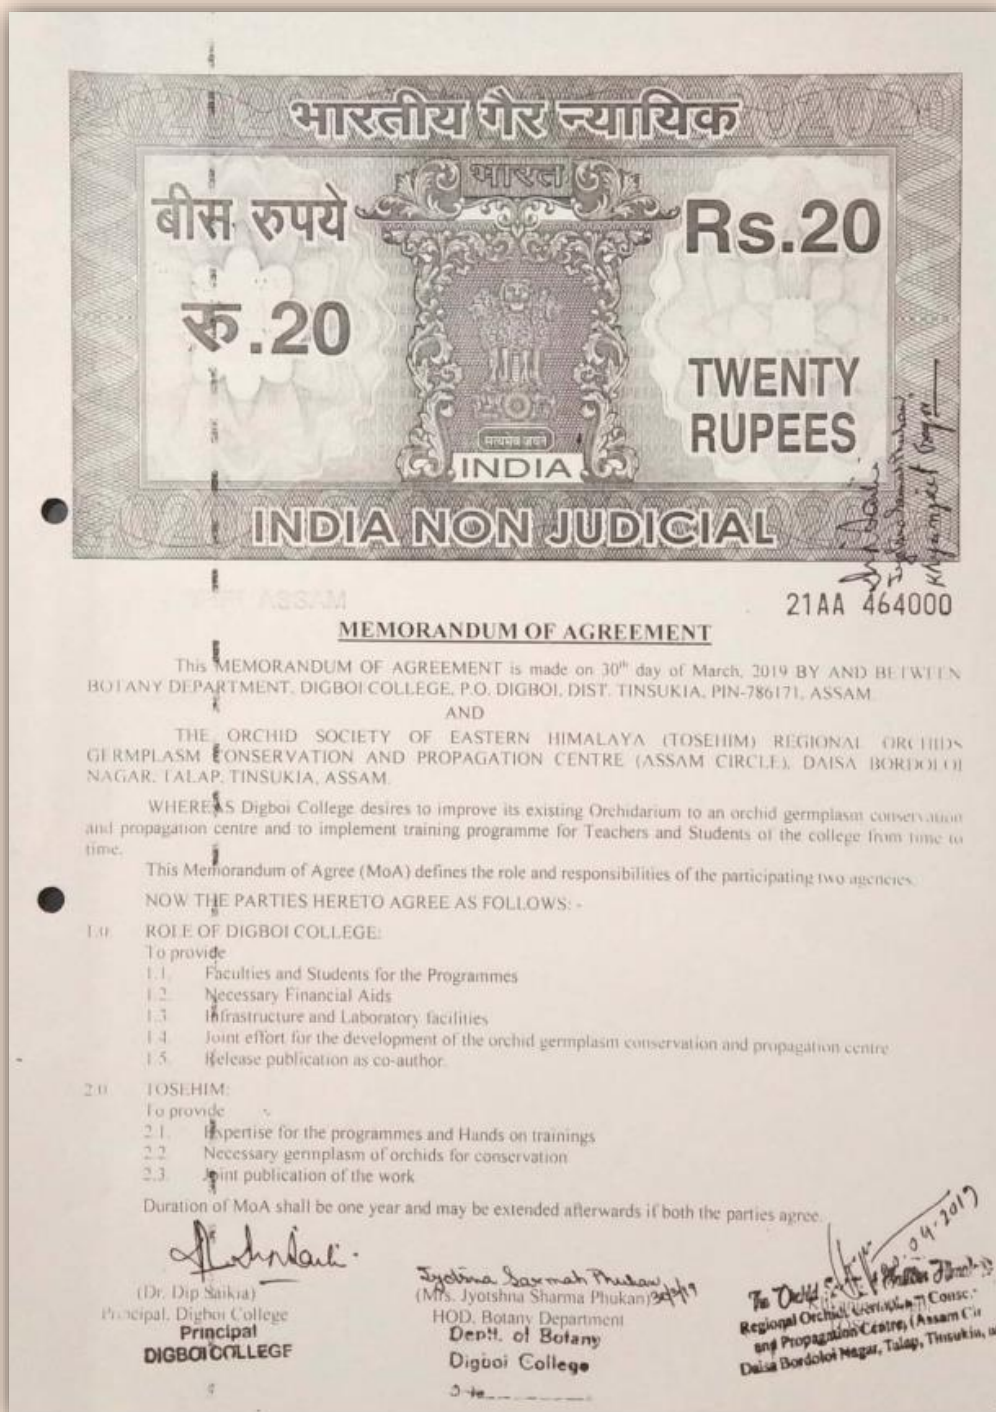 भारतीय गैर न्यायिक
भारत
बीस रुपये
Rs.20
रु.20
TWENTY
RUPEES
सत्यमेव जयते
INDIA
INDIA NON JUDICIAL
ASSAM
21AA 464000
MEMORANDUM OF AGREEMENT
This MEMORANDUM OF AGREEMENT is made on 30th day of March, 2019 BY AND BETWEEN
BOTANY DEPARTMENT, DIGBOI COLLEGE, P.O. DIGBOI, DIST. TINSUKIA, PIN-786171, ASSAM
AND
THE ORCHID SOCIETY OF EASTERN HIMALAYA (TOSEHIM) REGIONAL ORCHIDS
GERMPLASM CONSERVATION AND PROPAGATION CENTRE (ASSAM CIRCLE), DAISA BORDOLOI
NAGAR, TALAP, TINSUKIA, ASSAM.
WHEREAS Digboi College desires to improve its existing Orchidarium to an orchid germplasm conservation
and propagation centre and to implement training programme for Teachers and Students of the college from time to
time.
This Memorandum of Agree (MoA) defines the role and responsibilities of the participating two agencies.
NOW THE PARTIES HERETO AGREE AS FOLLOWS: -
1.0 ROLE OF DIGBOI COLLEGE:
To provide
1.1. Faculties and Students for the Programmes
1.2. Necessary Financial Aids
1.3. Infrastructure and Laboratory facilities
1.4. Joint effort for the development of the orchid germplasm conservation and propagation centre
1.5. Release publication as co-author.
2.0 TOSEHIM:
To provide
2.1. Expertise for the programmes and Hands on trainings
2.2. Necessary germplasm of orchids for conservation
2.3. Joint publication of the work
Duration of MoA shall be one year and may be extended afterwards if both the parties agree.
(Dr. Dip Saikia)
Principal, Digboi College
Principal
DIGBOI COLLEGE
Jyotshna Sarmah Phukan
(Mrs. Jyotshna Sharma Phukan) 30/3/19
HOD, Botany Department
Deptt. of Botany
Digboi College
04.2019
The Orchid
Regional Orchids Germplasm Consr.
and Propagation Centre, (Assam Cir
Daisa Bordoloi Nagar, Talap, Tinsukia,